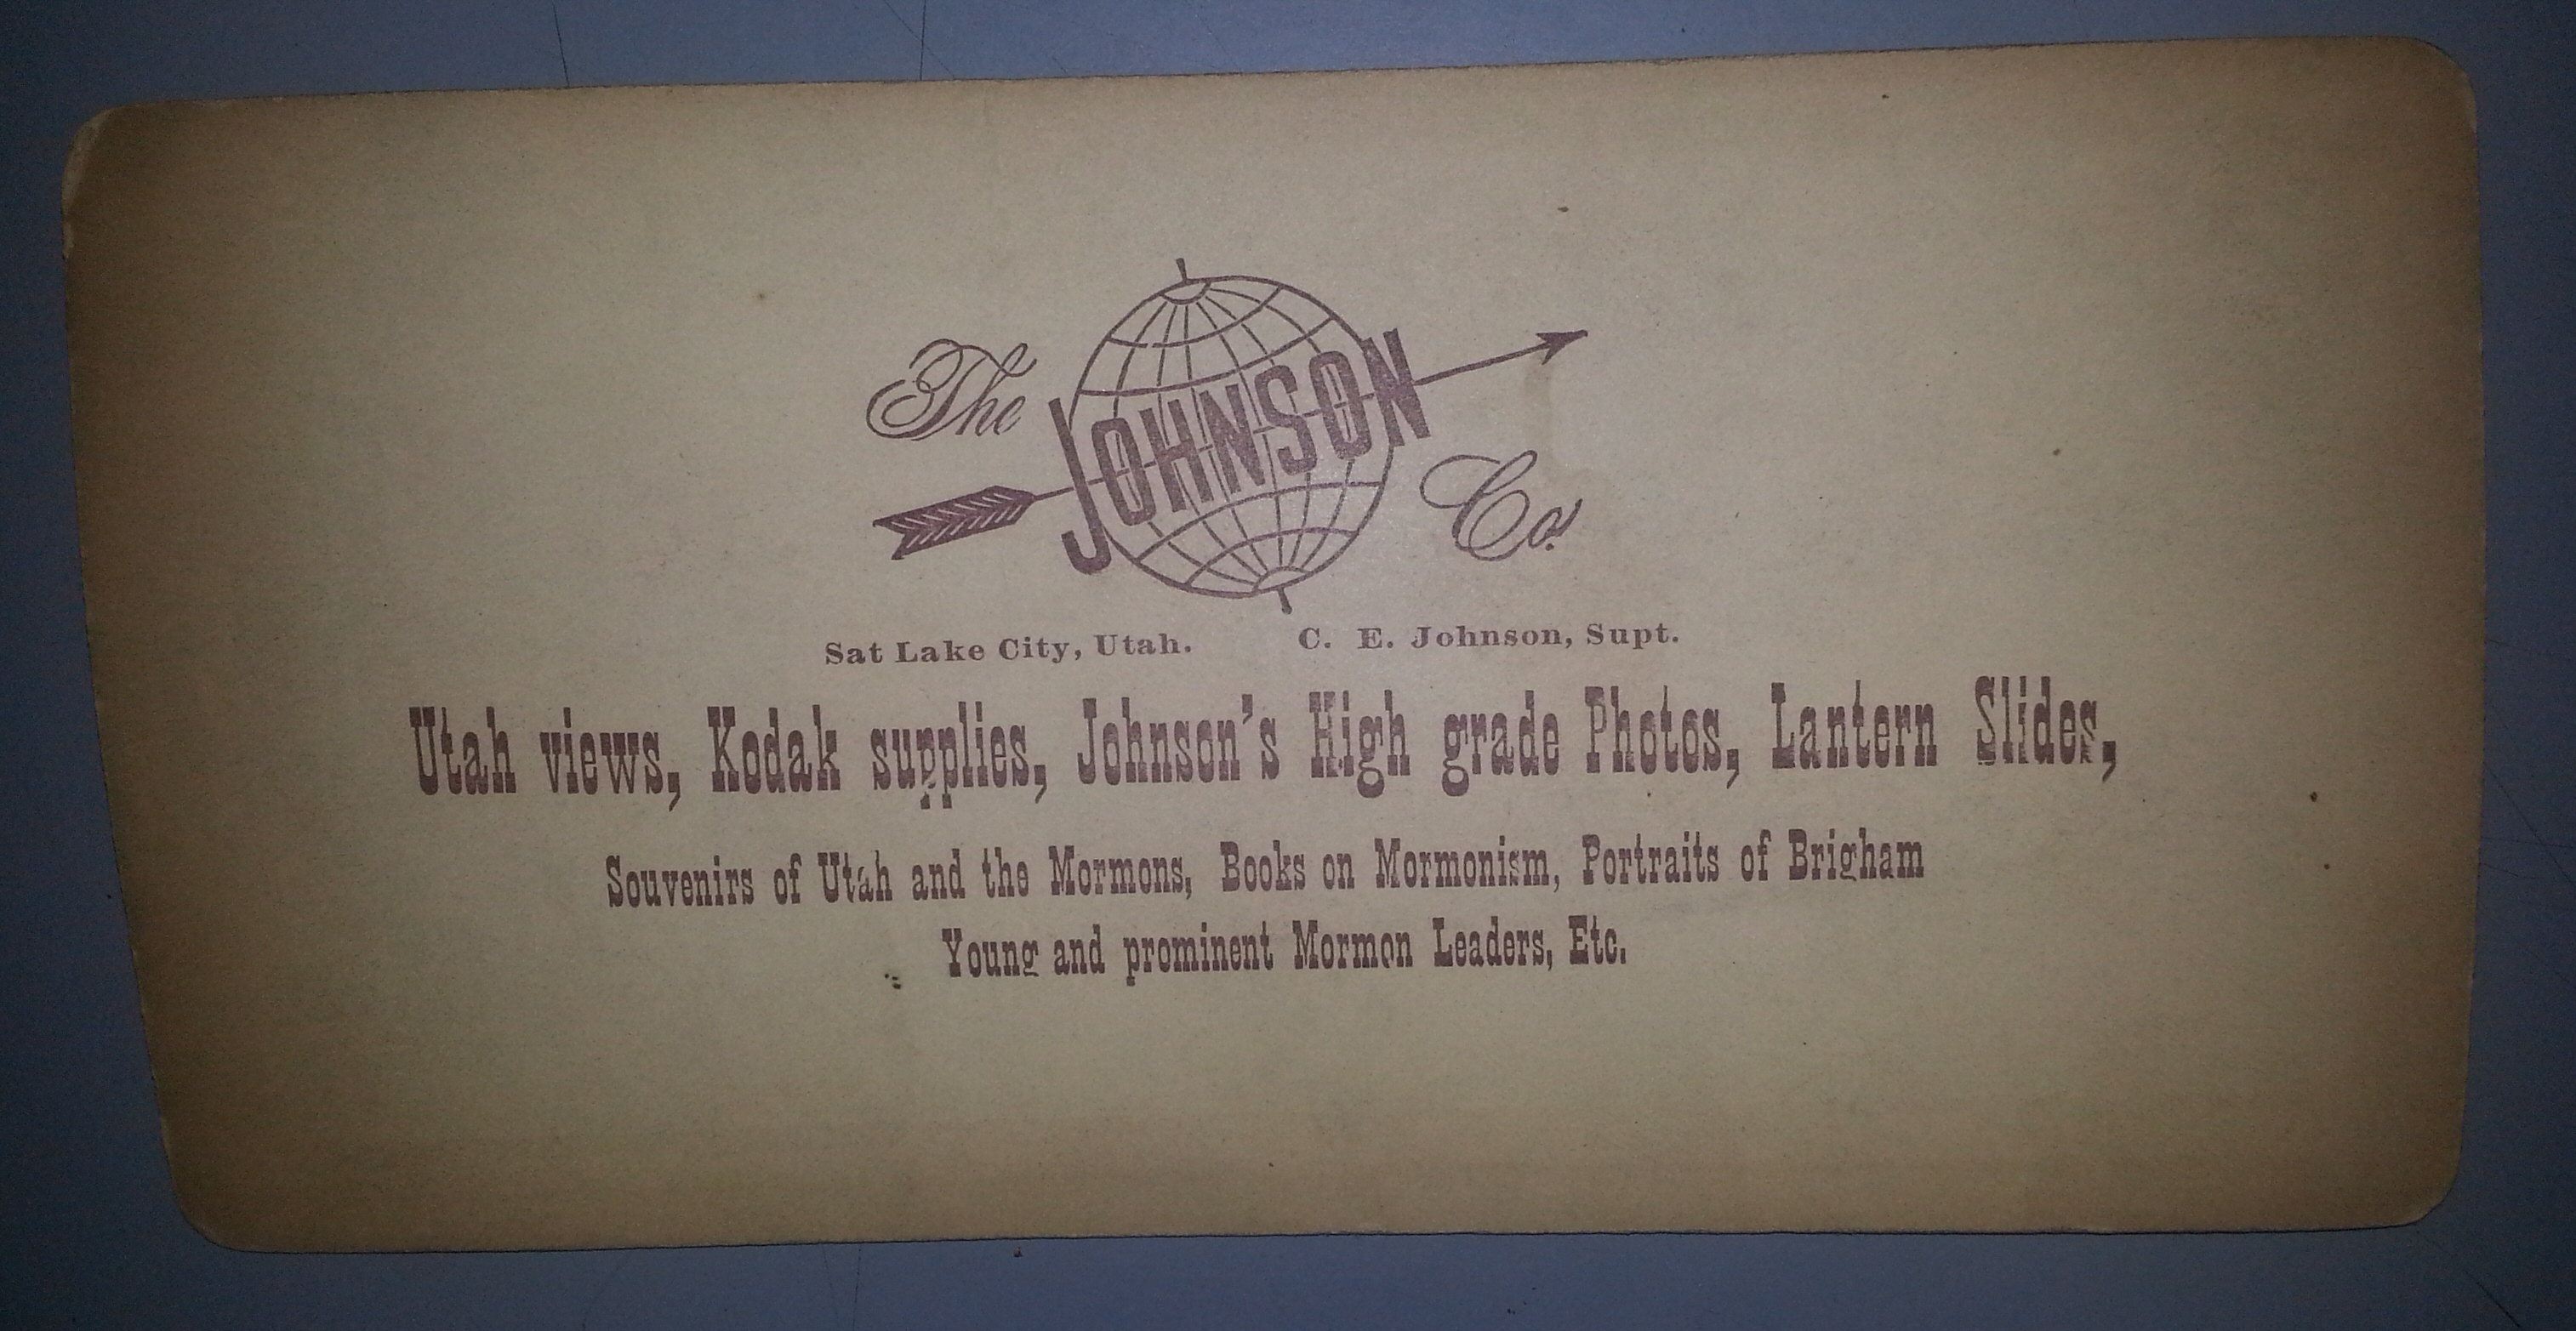 The JOHNSON Co.
Sat Lake City, Utah. C. E. Johnson, Supt.
Utah views, Kodak supplies, Johnson's High grade Photos, Lantern Slides,
Souvenirs of Utah and the Mormons, Books on Mormonism, Portraits of Brigham
Young and prominent Mormon Leaders, Etc.